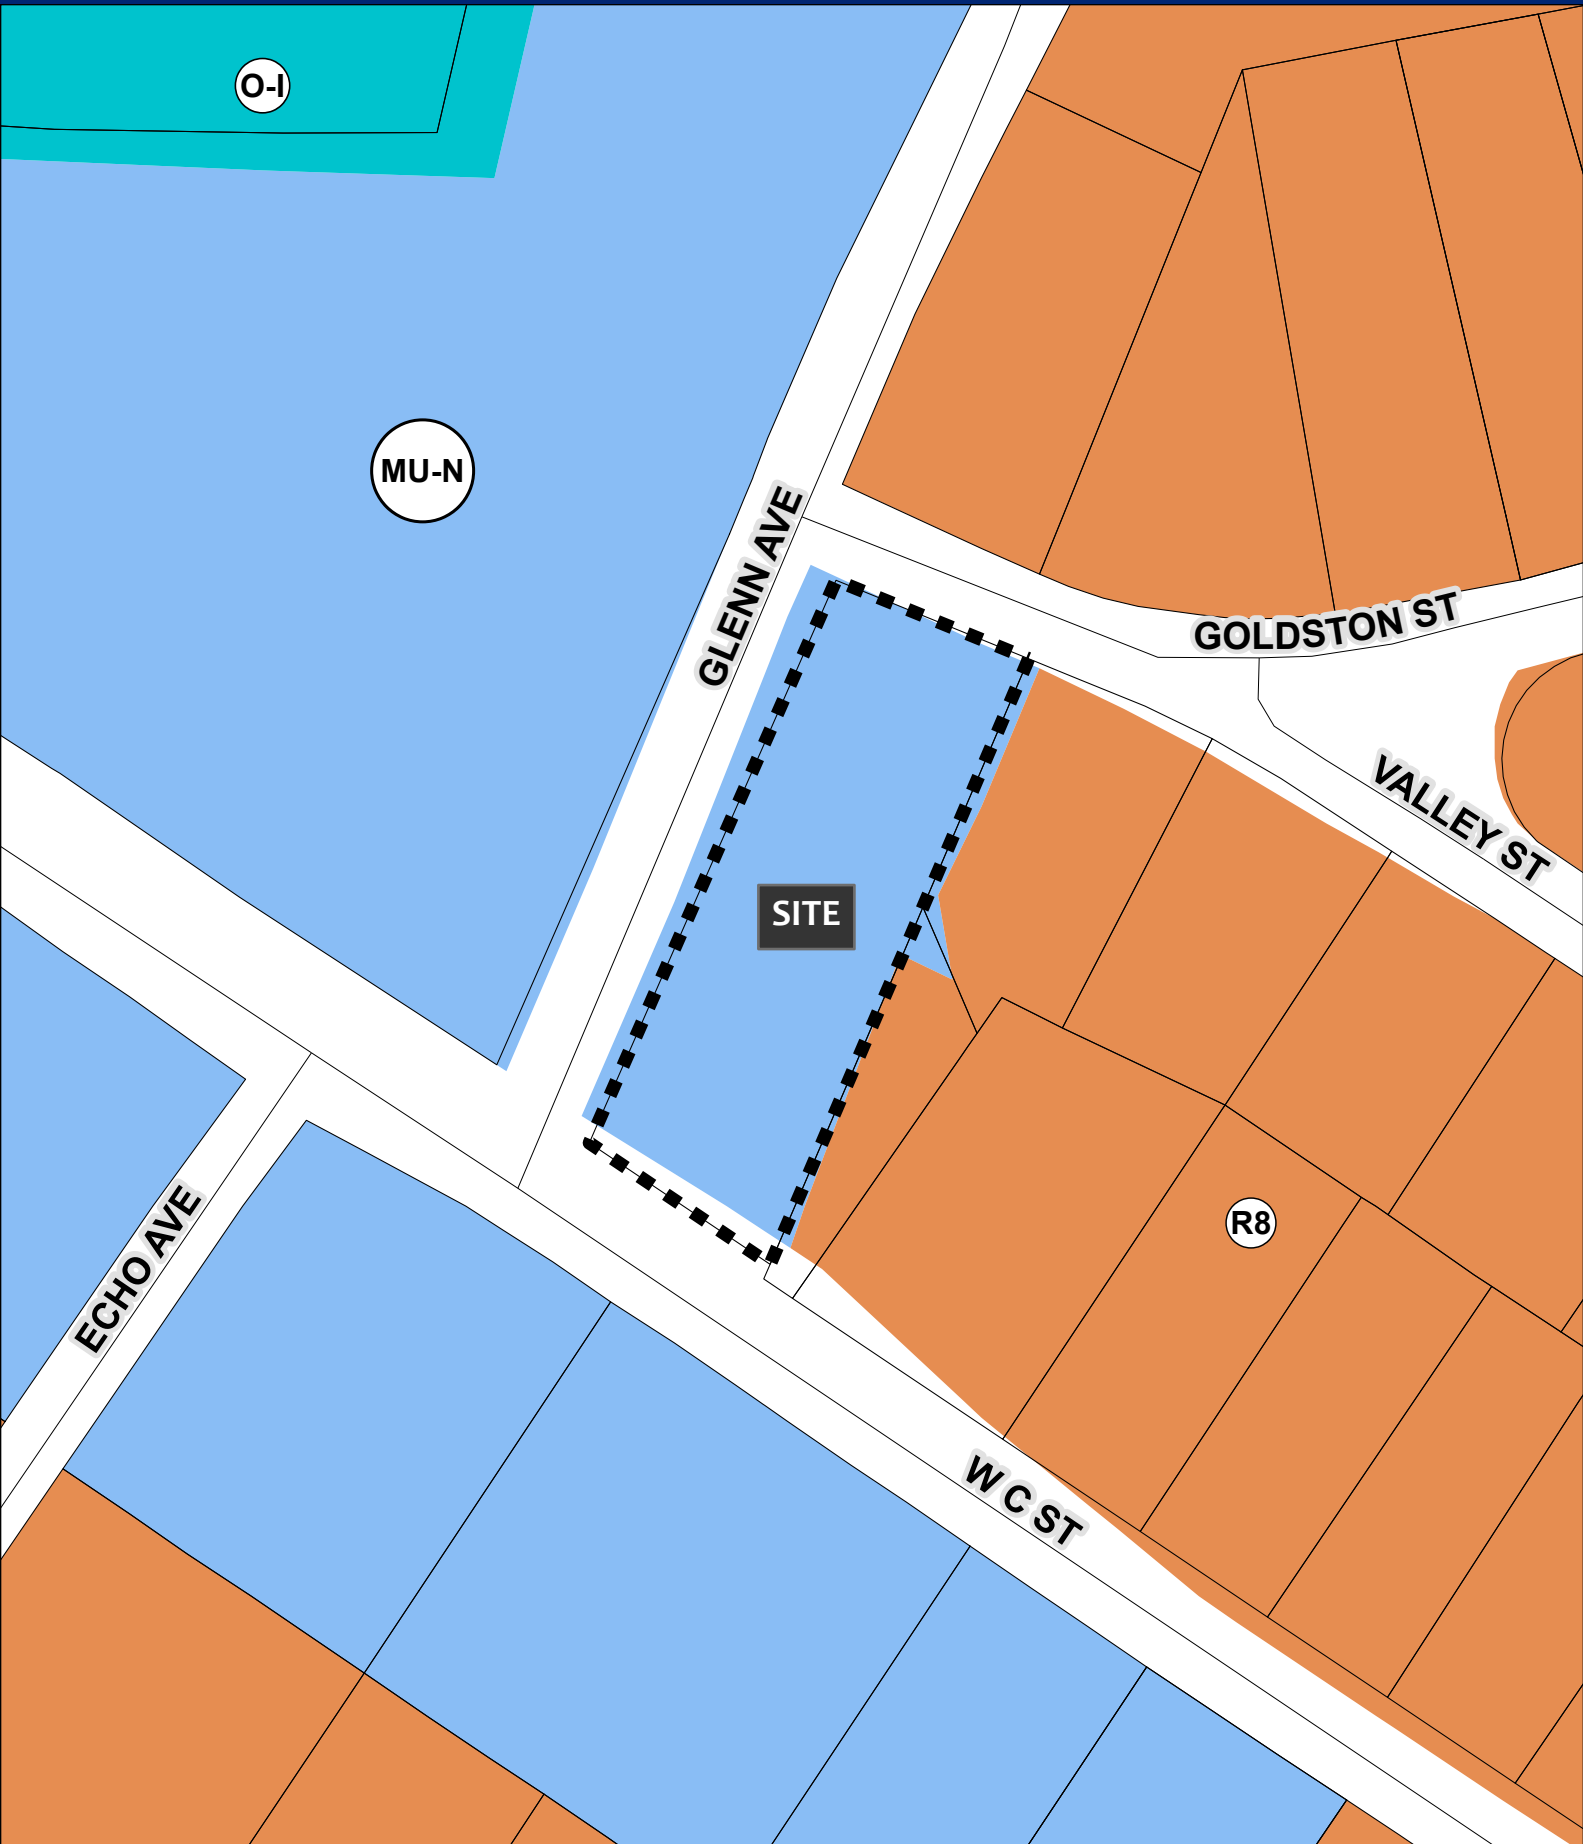 O-I
MU-N
GLENN AVE
GOLDSTON ST
VALLEY ST
SITE
ECHO AVE
R8
W C ST